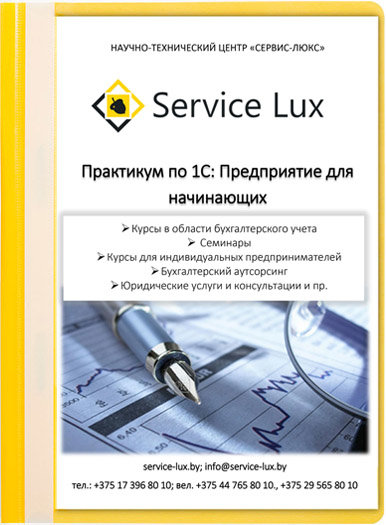 НАУЧНО-ТЕХНИЧЕСКИЙ ЦЕНТР «СЕРВИС-ЛЮКС»
Service Lux
Практикум по 1С: Предприятие для
начинающих
➢Курсы в области бухгалтерского учета
➢ Семинары
➢Курсы для индивидуальных предпринимателей
➢Бухгалтерский аутсорсинг
➢Юридические услуги и консультации и пр.
6,40
service-lux.by; info@service-lux.by
тел.: +375 17 396 80 10; вел. +375 44 765 80 10., +375 29 565 80 10